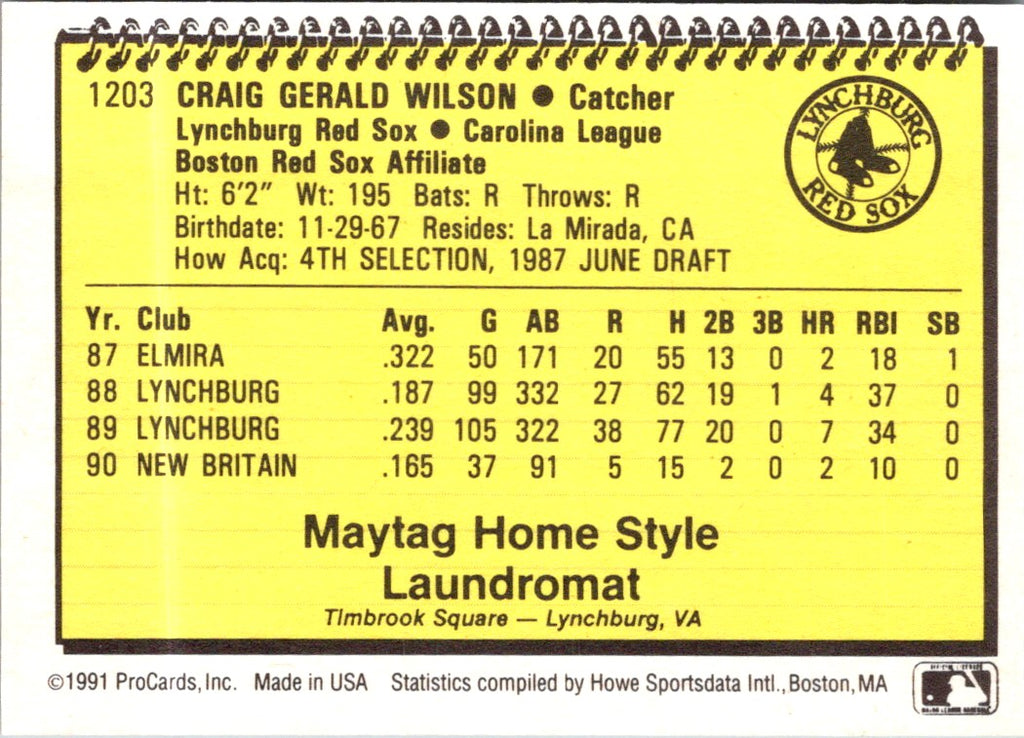 1203 CRAIG GERALD WILSON ● Catcher
Lynchburg Red Sox ● Carolina League
Boston Red Sox Affiliate
Ht: 6'2" Wt: 195 Bats: R Throws: R
Birthdate: 11-29-67 Resides: La Mirada, CA
How Acq: 4TH SELECTION, 1987 JUNE DRAFT
LYNCHBURG
RED SOX
Yr. Club Avg. G AB R H 2B 3B HR RBI SB
87 ELMIRA .322 50 171 20 55 13 0 2 18 1
88 LYNCHBURG .187 99 332 27 62 19 1 4 37 0
89 LYNCHBURG .239 105 322 38 77 20 0 7 34 0
90 NEW BRITAIN .165 37 91 5 15 2 0 2 10 0
Maytag Home Style
Laundromat
Timbrook Square — Lynchburg, VA
©1991 ProCards, Inc. Made in USA Statistics compiled by Howe Sportsdata Intl., Boston, MA